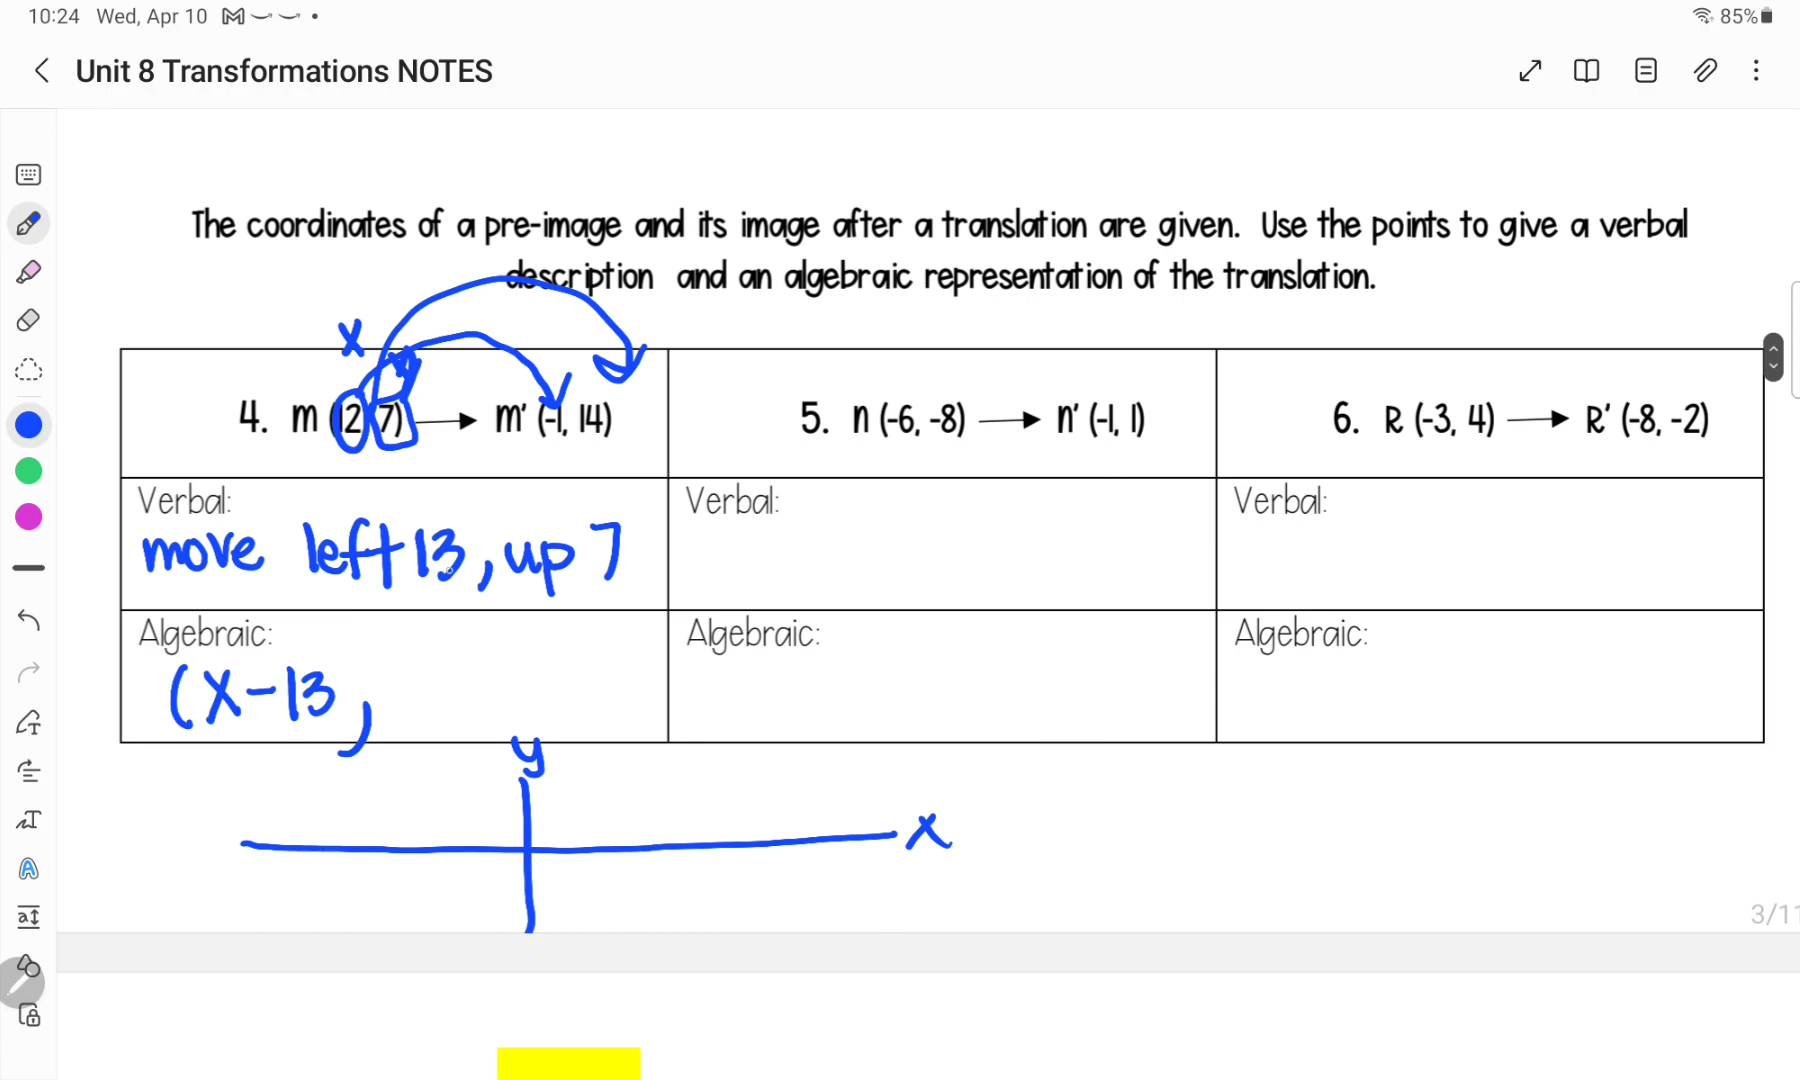 10:24 Wed, Apr 10
85%
Unit 8 Transformations NOTES
The coordinates of a pre-image and its image after a translation are given. Use the points to give a verbal
description and an algebraic representation of the translation.
x
4. m (12, 7) → m' (-1, 14)
5. n (-6, -8) → n' (-1, 1)
6. R (-3, 4) → R' (-8, -2)
Verbal:
move left 13, up 7
Verbal:
Verbal:
Algebraic:
(x-13,
Algebraic:
Algebraic:
y
x
3/11